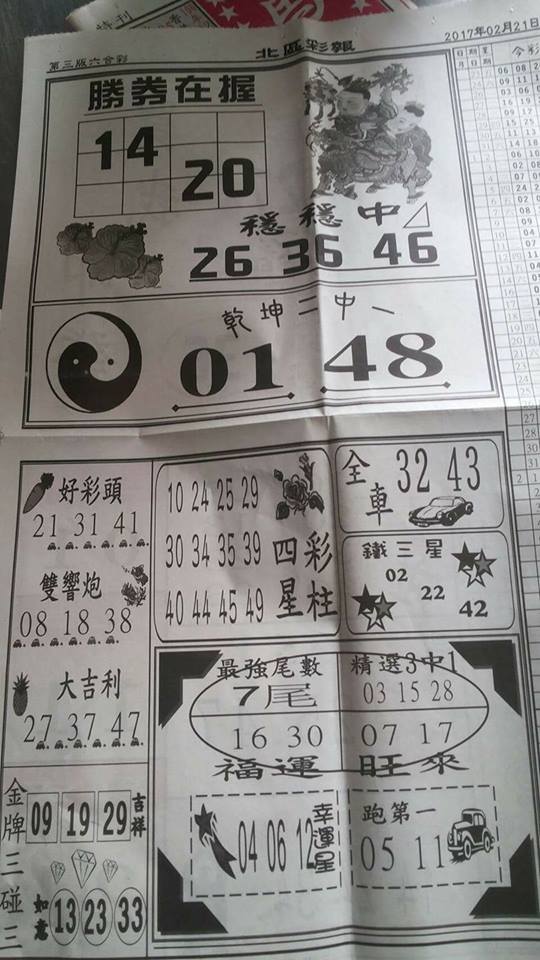 特刊
第三版六合彩
北區彩報
2017年02月21日
勝券在握
14
20
穩穩中
26 36 46
乾坤二中一
01 48
好彩頭
21 31 41
雙響炮
08 18 38
大吉利
27 37 47
10 24 25 29
30 34 35 39
40 44 45 49
四星彩柱
全車
32 43
鐵三星
02
22
42
最強尾數
7尾
精選3中1
03 15 28
16 30
07 17
福運旺來
金牌三碰三
09 19 29
吉祥
如意
13 23 33
04 06 12
幸運星
跑第一
05 11